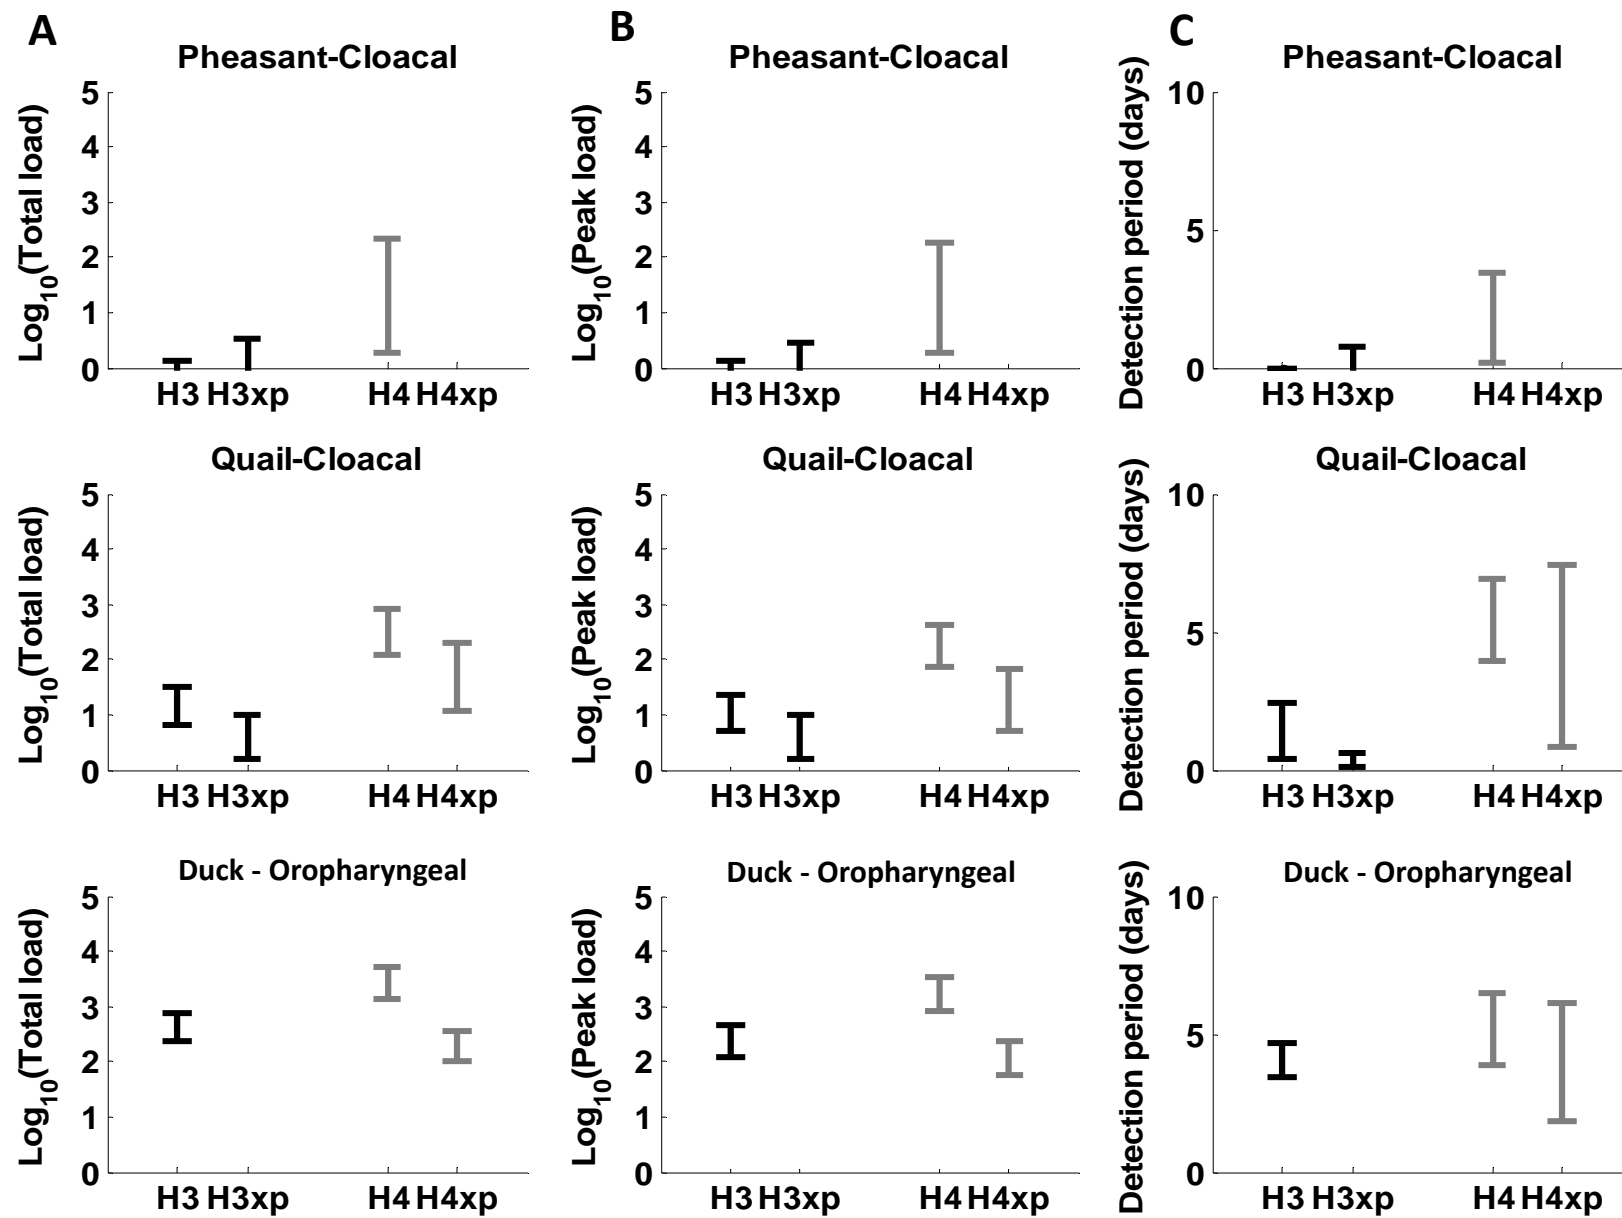 A
B
C
Pheasant-Cloacal
Pheasant-Cloacal
Pheasant-Cloacal
Log10(Total load)
5
4
3
2
1
0
H3 H3xp H4 H4xp
Log10(Peak load)
5
4
3
2
1
0
H3 H3xp H4 H4xp
Detection period (days)
10
5
0
H3 H3xp H4 H4xp
Quail-Cloacal
Quail-Cloacal
Quail-Cloacal
Log10(Total load)
5
4
3
2
1
0
H3 H3xp H4 H4xp
Log10(Peak load)
5
4
3
2
1
0
H3 H3xp H4 H4xp
Detection period (days)
10
5
0
H3 H3xp H4 H4xp
Duck - Oropharyngeal
Duck - Oropharyngeal
Duck - Oropharyngeal
Log10(Total load)
5
4
3
2
1
0
H3 H3xp H4 H4xp
Log10(Peak load)
5
4
3
2
1
0
H3 H3xp H4 H4xp
Detection period (days)
10
5
0
H3 H3xp H4 H4xp